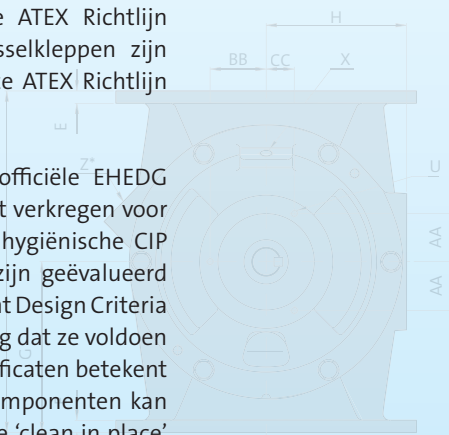 e ATEX Richtlijn
sselkleppen zijn
te ATEX Richtlijn
officiële EHEDG
t verkregen voor
hygiënische CIP
zijn geëvalueerd
nt Design Criteria
g dat ze voldoen
ficaten betekent
mponenten kan
e ‘clean in place’
H
BB CC X
E
Z*
U
AA
AA
G